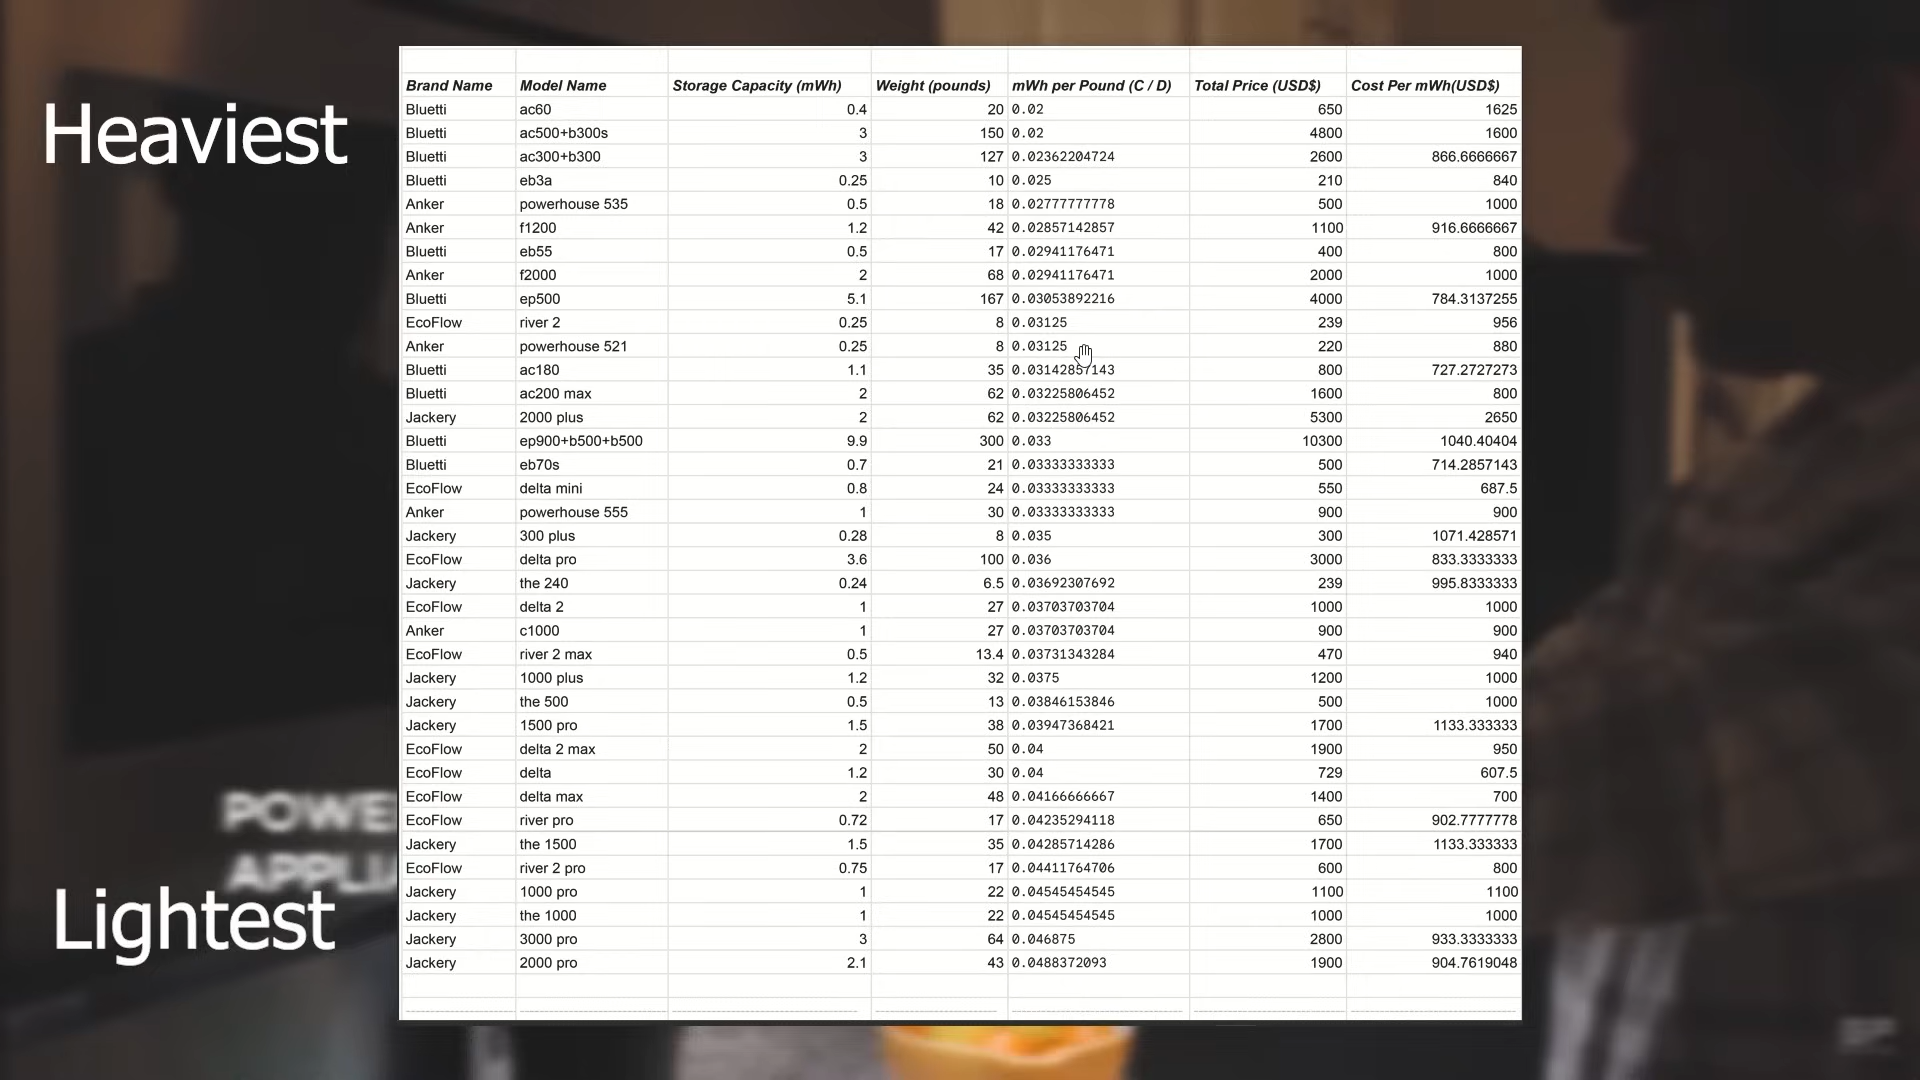 Heaviest
Brand Name Model Name Storage Capacity (mWh) Weight (pounds) mWh per Pound (C / D) Total Price (USD$) Cost Per mWh(USD$)
Bluetti ac60 0.4 20 0.02 650 1625
Bluetti ac500+b300s 3 150 0.02 4800 1600
Bluetti ac300+b300 3 127 0.02362204724 2600 866.6666667
Bluetti eb3a 0.25 10 0.025 210 840
Anker powerhouse 535 0.5 18 0.02777777778 500 1000
Anker f1200 1.2 42 0.02857142857 1100 916.6666667
Bluetti eb55 0.5 17 0.02941176471 400 800
Anker f2000 2 68 0.02941176471 2000 1000
Bluetti ep500 5.1 167 0.03053892216 4000 784.3137255
EcoFlow river 2 0.25 8 0.03125 239 956
Anker powerhouse 521 0.25 8 0.03125 220 880
Bluetti ac180 1.1 35 0.03142857143 800 727.2727273
Bluetti ac200 max 2 62 0.03225806452 1600 800
Jackery 2000 plus 2 62 0.03225806452 5300 2650
Bluetti ep900+b500+b500 9.9 300 0.033 10300 1040.40404
Bluetti eb70s 0.7 21 0.03333333333 500 714.2857143
EcoFlow delta mini 0.8 24 0.03333333333 550 687.5
Anker powerhouse 555 1 30 0.03333333333 900 900
Jackery 300 plus 0.28 8 0.035 300 1071.428571
EcoFlow delta pro 3.6 100 0.036 3000 833.3333333
Jackery the 240 0.24 6.5 0.03692307692 239 995.8333333
EcoFlow delta 2 1 27 0.03703703704 1000 1000
Anker c1000 1 27 0.03703703704 900 900
EcoFlow river 2 max 0.5 13.4 0.03731343284 470 940
Jackery 1000 plus 1.2 32 0.0375 1200 1000
Jackery the 500 0.5 13 0.03846153846 500 1000
Jackery 1500 pro 1.5 38 0.03947368421 1700 1133.333333
EcoFlow delta 2 max 2 50 0.04 1900 950
EcoFlow delta 1.2 30 0.04 729 607.5
EcoFlow delta max 2 48 0.04166666667 1400 700
EcoFlow river pro 0.72 17 0.04235294118 650 902.7777778
Jackery the 1500 1.5 35 0.04285714286 1700 1133.333333
EcoFlow river 2 pro 0.75 17 0.04411764706 600 800
Jackery 1000 pro 1 22 0.04545454545 1100 1100
Jackery the 1000 1 22 0.04545454545 1000 1000
Jackery 3000 pro 3 64 0.046875 2800 933.3333333
Jackery 2000 pro 2.1 43 0.0488372093 1900 904.7619048
POWE
APPLI
Lightest